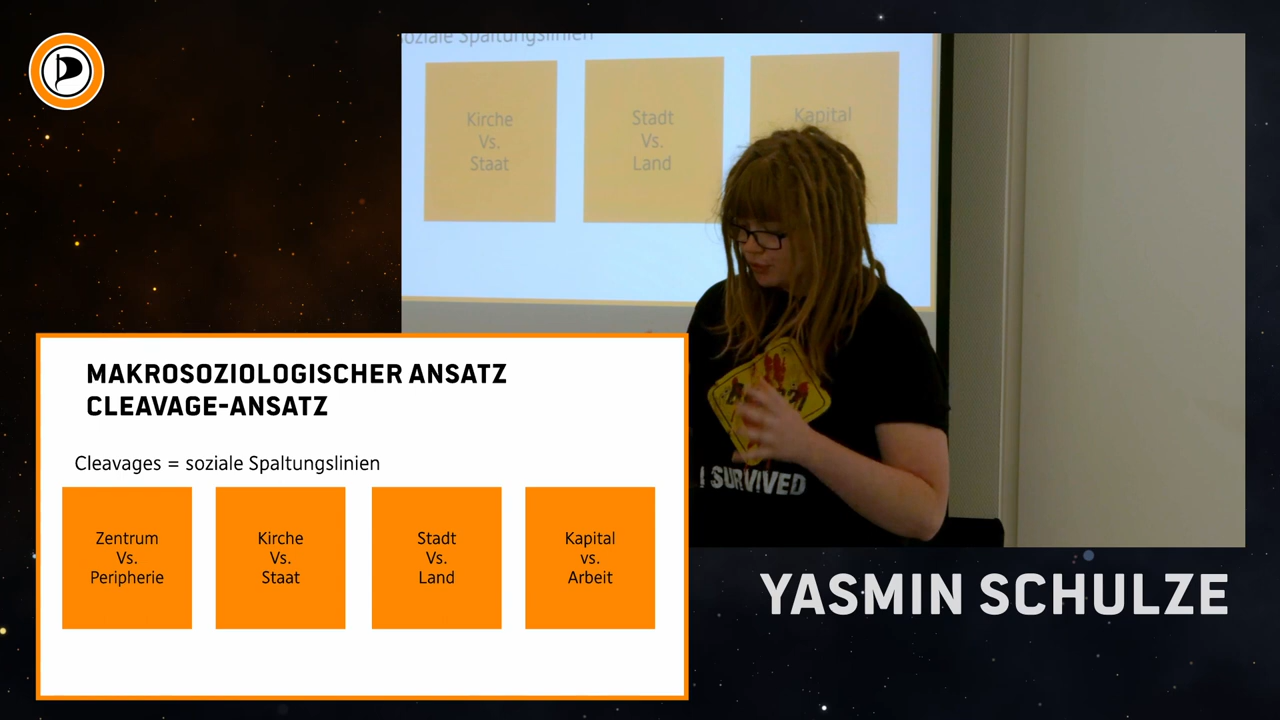 soziale Spaltungslinien
Kirche
Vs.
Staat
Stadt
Vs.
Land
Kapital
I SURVIVED
MAKROSOZIOLOGISCHER ANSATZ
CLEAVAGE-ANSATZ
Cleavages = soziale Spaltungslinien
Zentrum
Vs.
Peripherie
Kirche
Vs.
Staat
Stadt
Vs.
Land
Kapital
vs.
Arbeit
YASMIN SCHULZE